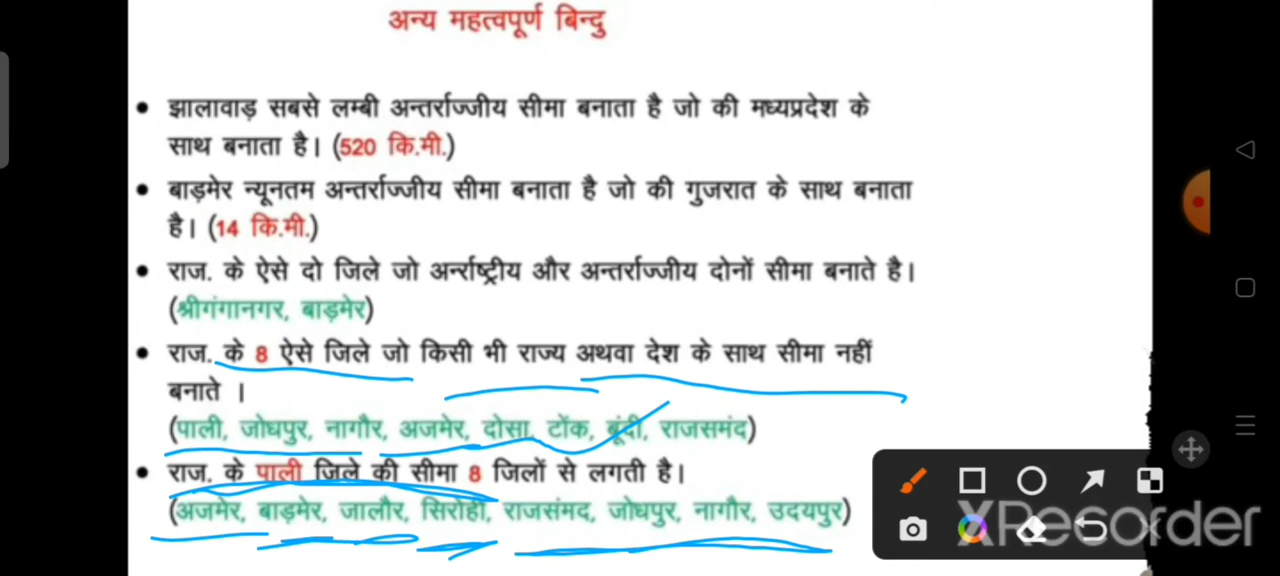 अन्य महत्वपूर्ण बिन्दु
• झालावाड़ सबसे लम्बी अन्तर्राज्जीय सीमा बनाता है जो की मध्यप्रदेश के
साथ बनाता है। (520 कि.मी.)
• बाड़मेर न्यूनतम अन्तर्राज्जीय सीमा बनाता है जो की गुजरात के साथ बनाता
है। (14 कि.मी.)
• राज. के ऐसे दो जिले जो अर्न्राष्ट्रीय और अन्तर्राज्जीय दोनों सीमा बनाते है।
(श्रीगंगानगर, बाड़मेर)
• राज. के 8 ऐसे जिले जो किसी भी राज्य अथवा देश के साथ सीमा नहीं
बनाते ।
(पाली, जोधपुर, नागौर, अजमेर, दोसा, टोंक, बूंदी, राजसमंद)
• राज. के पाली जिले की सीमा 8 जिलों से लगती है।
(अजमेर, बाड़मेर, जालौर, सिरोही, राजसंमद, जोधपुर, नागौर, उदयपुर)
XRecorder